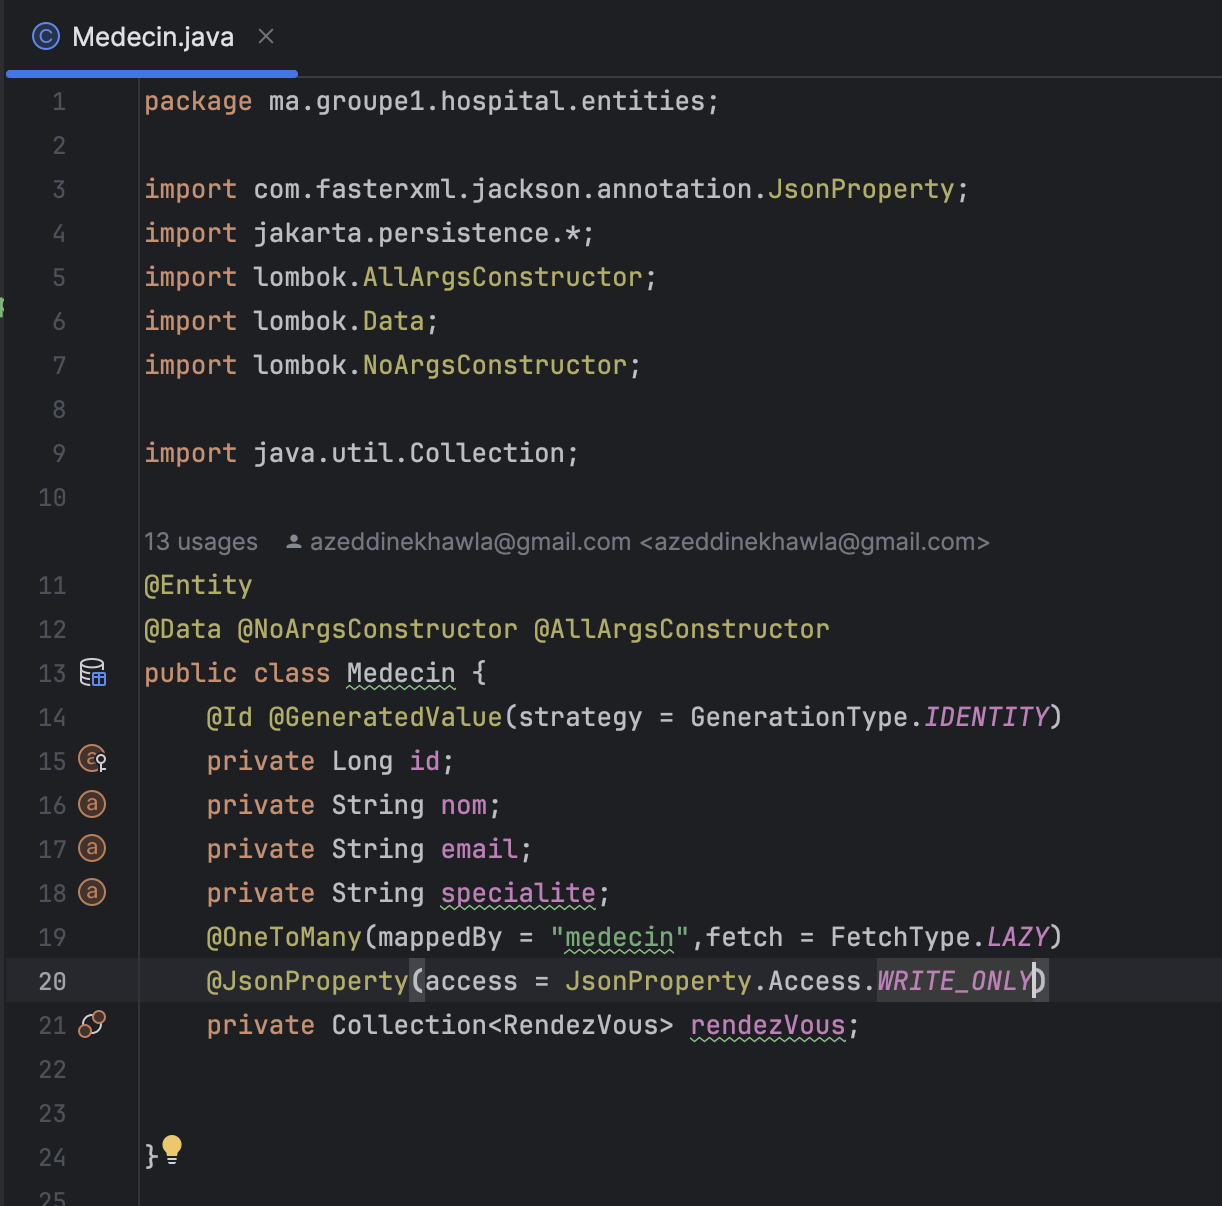 Medecin.java
1 package ma.groupe1.hospital.entities;
2
3 import com.fasterxml.jackson.annotation.JsonProperty;
4 import jakarta.persistence.*;
5 import lombok.AllArgsConstructor;
6 import lombok.Data;
7 import lombok.NoArgsConstructor;
8
9 import java.util.Collection;
10
13 usages azeddinekhawla@gmail.com <azeddinekhawla@gmail.com>
11 @Entity
12 @Data @NoArgsConstructor @AllArgsConstructor
13 public class Medecin {
14 @Id @GeneratedValue(strategy = GenerationType.IDENTITY)
15 private Long id;
16 private String nom;
17 private String email;
18 private String specialite;
19 @OneToMany(mappedBy = "medecin",fetch = FetchType.LAZY)
20 @JsonProperty(access = JsonProperty.Access.WRITE_ONLY)
21 private Collection<RendezVous> rendezVous;
22
23
24 }
25